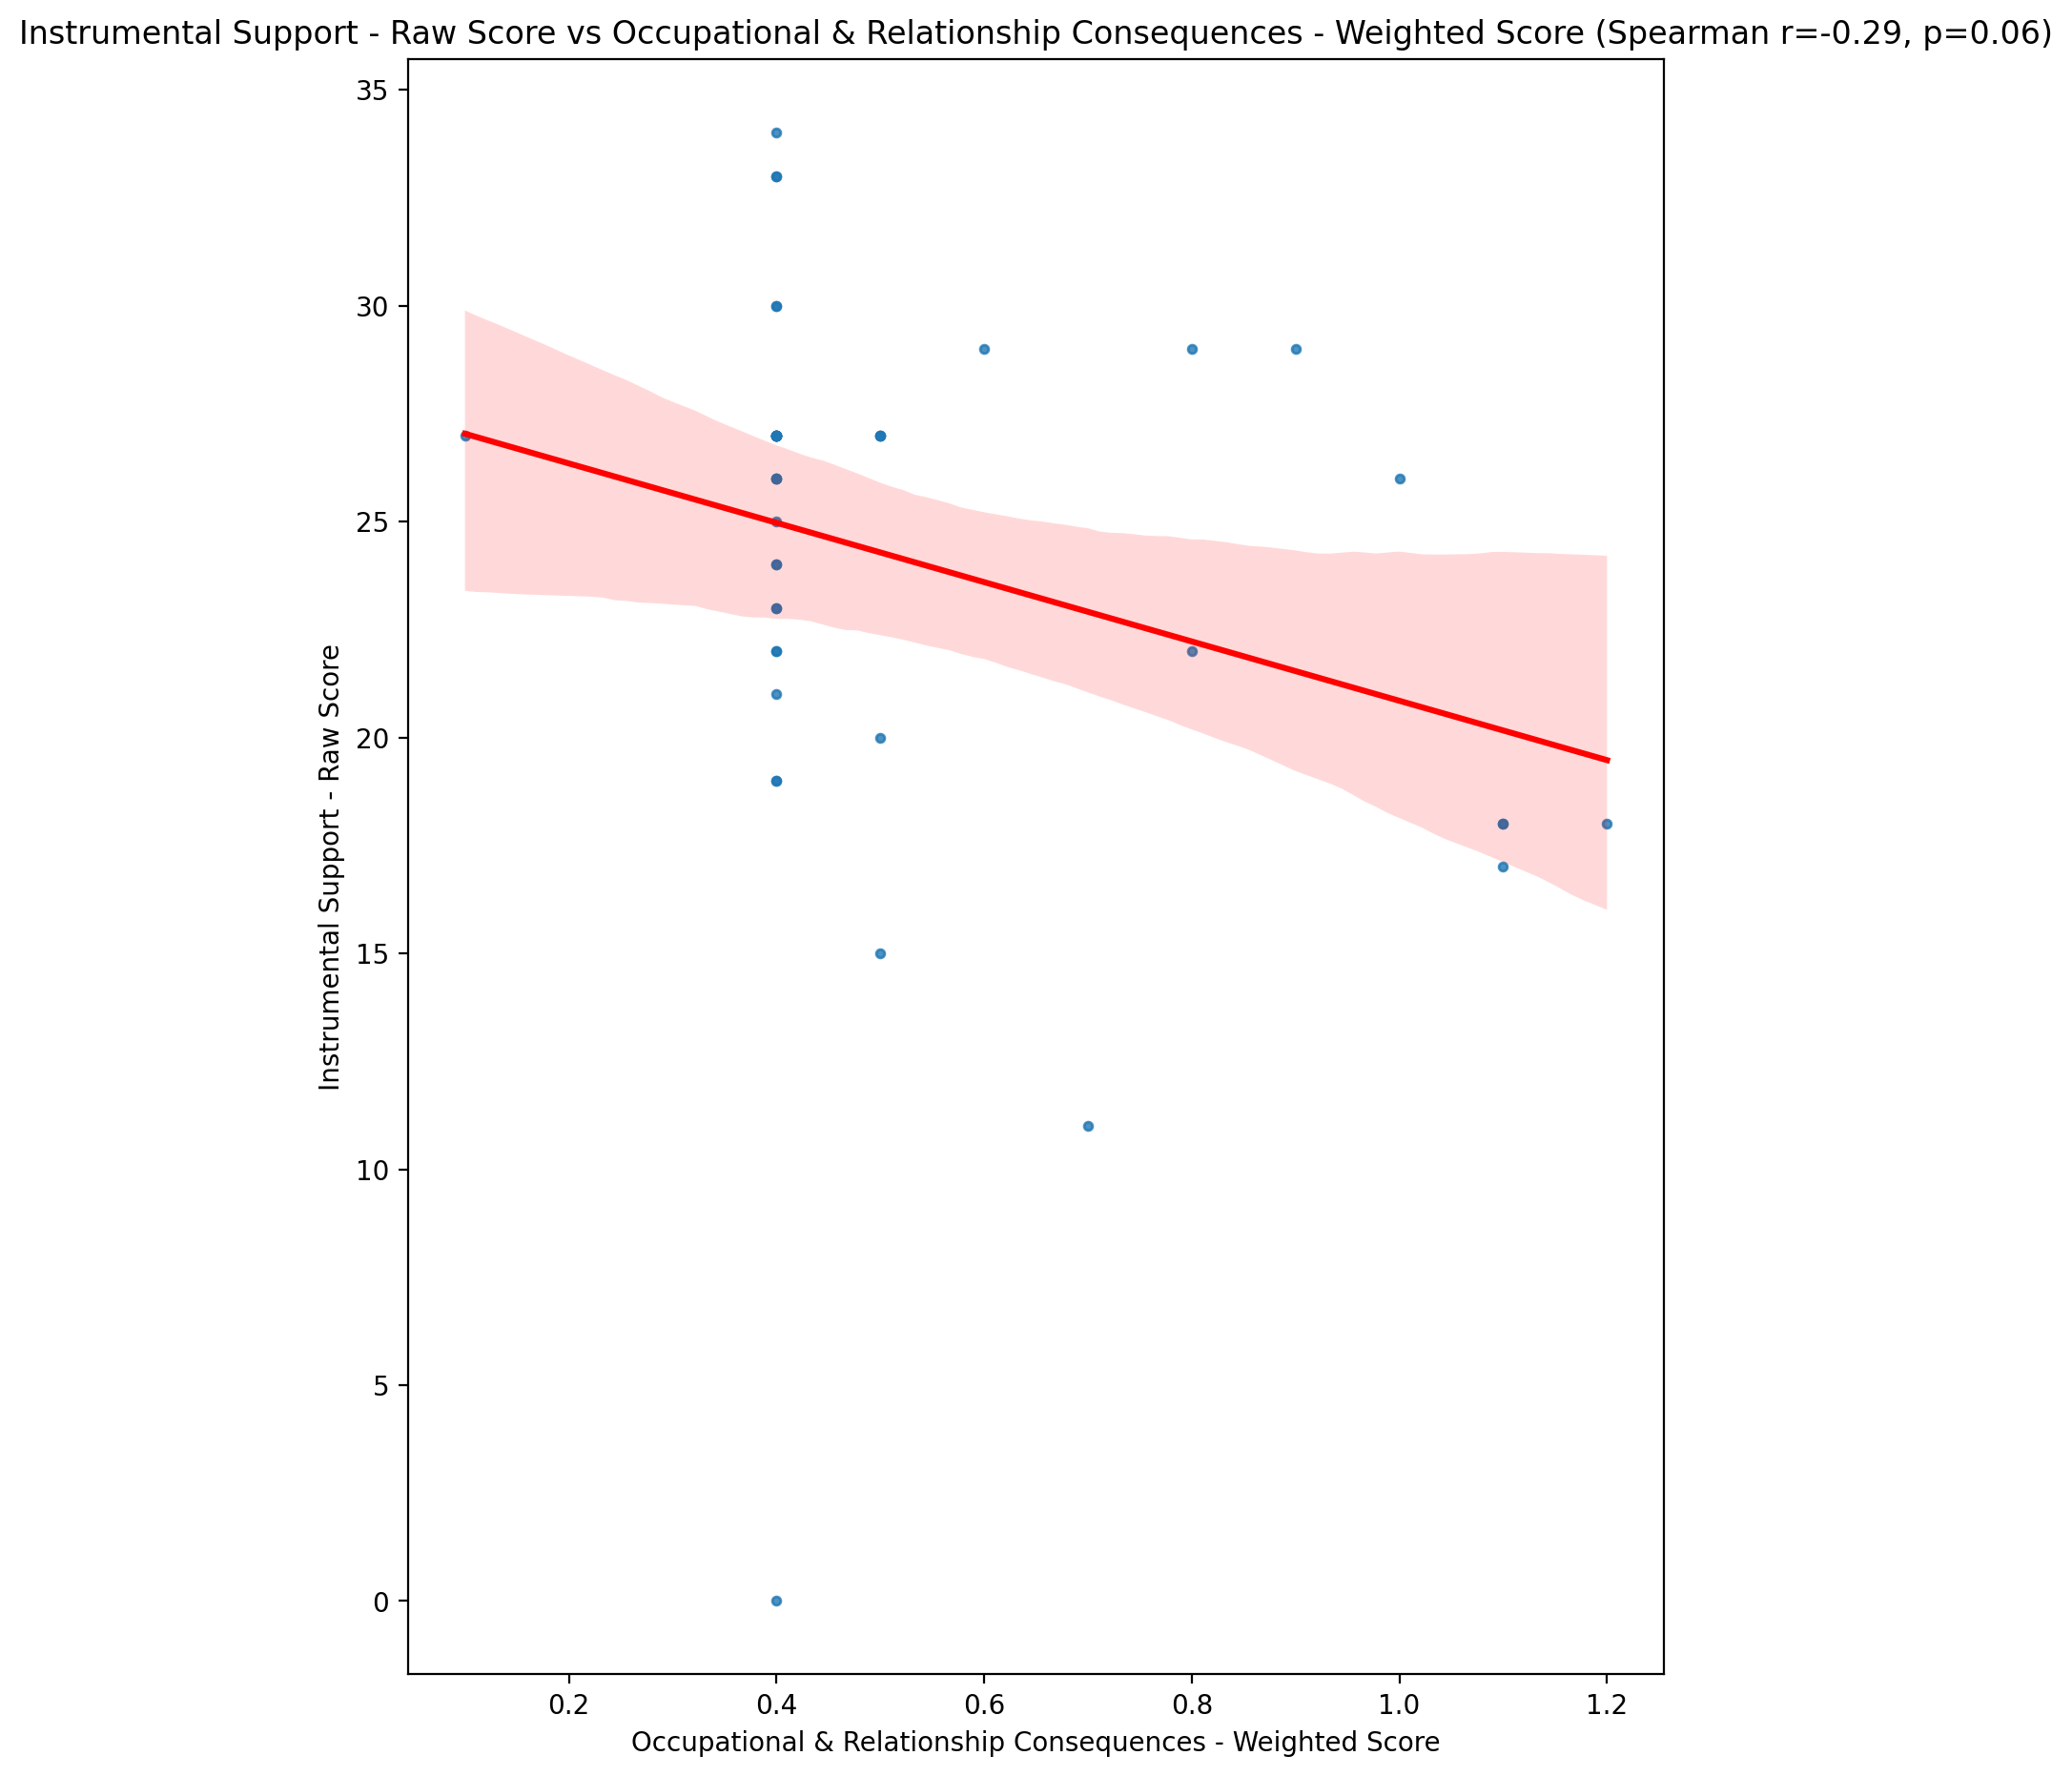 Instrumental Support - Raw Score vs Occupational & Relationship Consequences - Weighted Score (Spearman r=-0.29, p=0.06)
35
30
25
20
15
10
5
0
Instrumental Support - Raw Score
0.2 0.4 0.6 0.8 1.0 1.2
Occupational & Relationship Consequences - Weighted Score